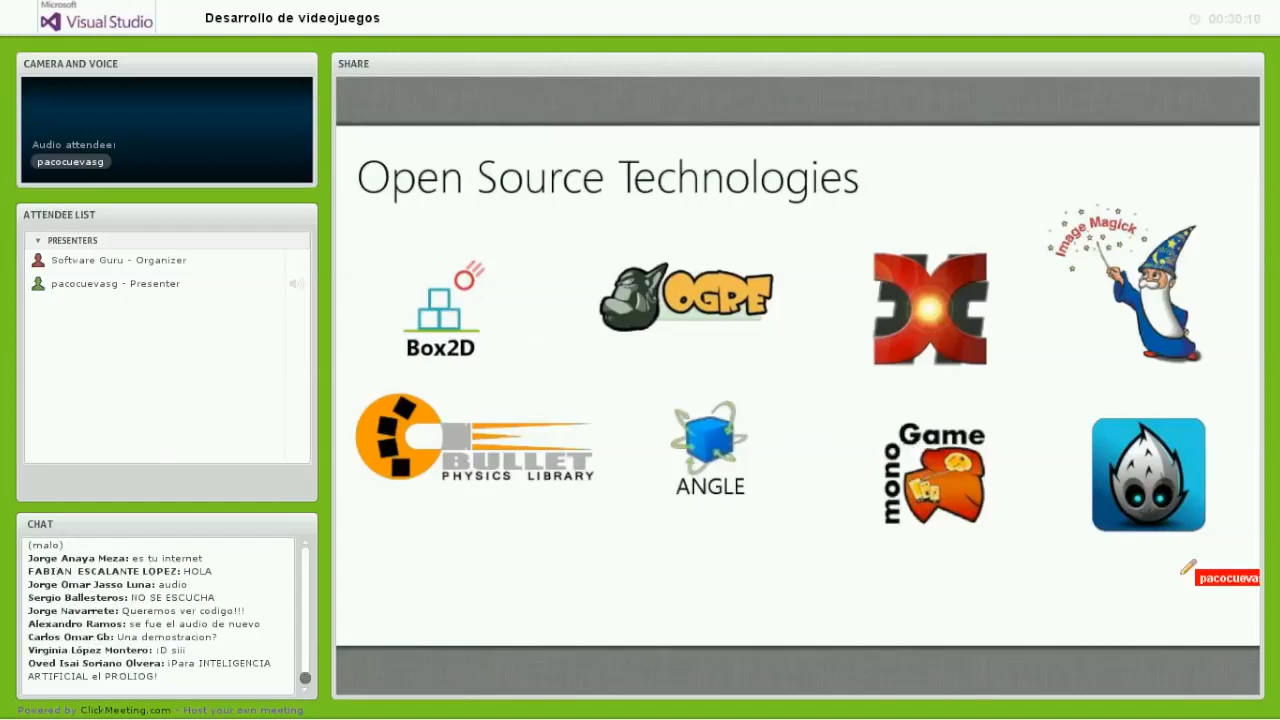 Microsoft
Visual Studio
Desarrollo de videojuegos
00:30:10
CAMERA AND VOICE
Audio attendee:
pacocuevasg
ATTENDEE LIST
PRESENTERS
Software Guru - Organizer
pacocuevasg - Presenter
CHAT
(malo)
Jorge Anaya Meza: es tu internet
FABIAN ESCALANTE LOPEZ: HOLA
Jorge Omar Jasso Luna: audio
Sergio Ballesteros: NO SE ESCUCHA
Jorge Navarrete: Queremos ver codigo!!!
Alexandro Ramos: se fue el audio de nuevo
Carlos Omar Gb: Una demostracion?
Virginia López Montero: :D siii
Oved Isai Soriano Olvera: ¡Para INTELIGENCIA
ARTIFICIAL el PROLIOG!
Powered by ClickMeeting.com - Host your own meeting
SHARE
Open Source Technologies
Box2D
OGRE
Image Magick
BULLET
PHYSICS LIBRARY
ANGLE
mono
Game
pacocuevas